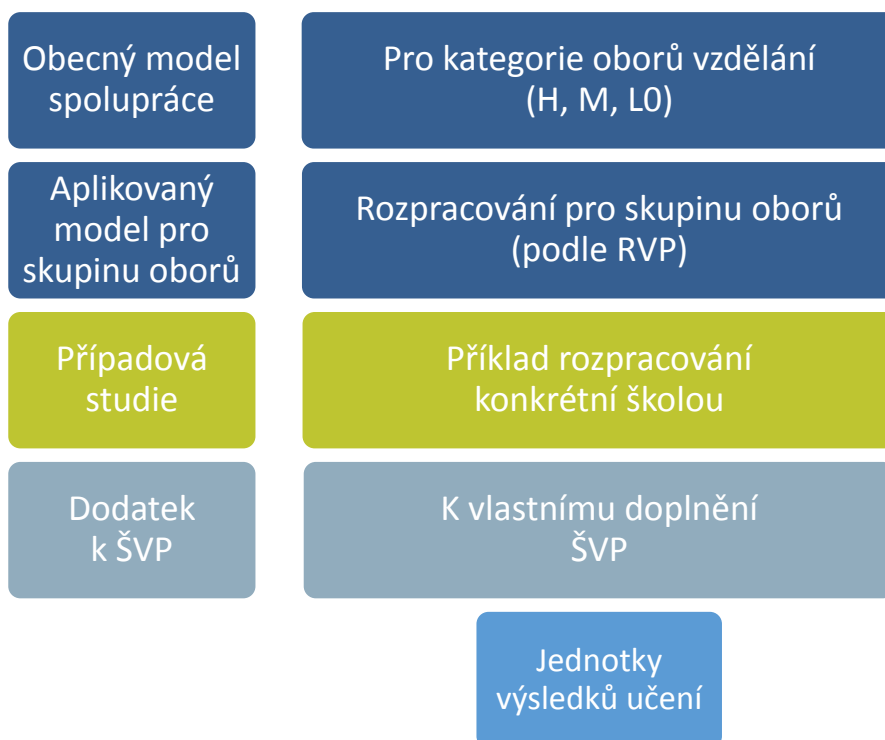 Obecný model
spolupráce
Pro kategorie oborů vzdělání
(H, M, L0)
Aplikovaný
model pro
skupinu oborů
Rozpracování pro skupinu oborů
(podle RVP)
Případová
studie
Příklad rozpracování
konkrétní školou
Dodatek
k ŠVP
K vlastnímu doplnění
ŠVP
Jednotky
výsledků učení